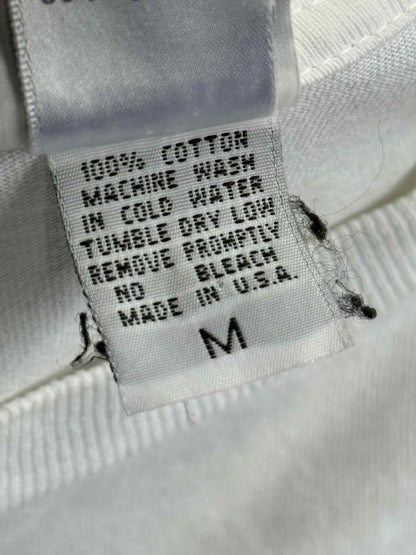 100% COTTON
MACHINE WASH
IN COLD WATER
TUMBLE DRY LOW
REMOVE PROMPTLY
NO BLEACH
MADE IN U.S.A.
M